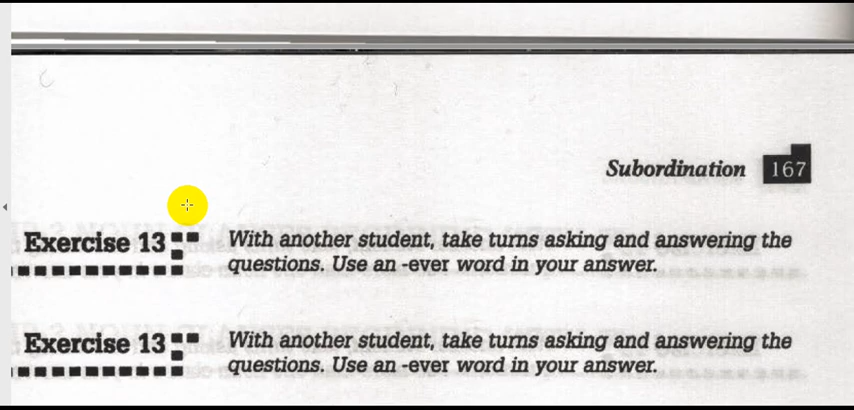 Subordination 167
Exercise 13 With another student, take turns asking and answering the
questions. Use an -ever word in your answer.
Exercise 13 With another student, take turns asking and answering the
questions. Use an -ever word in your answer.